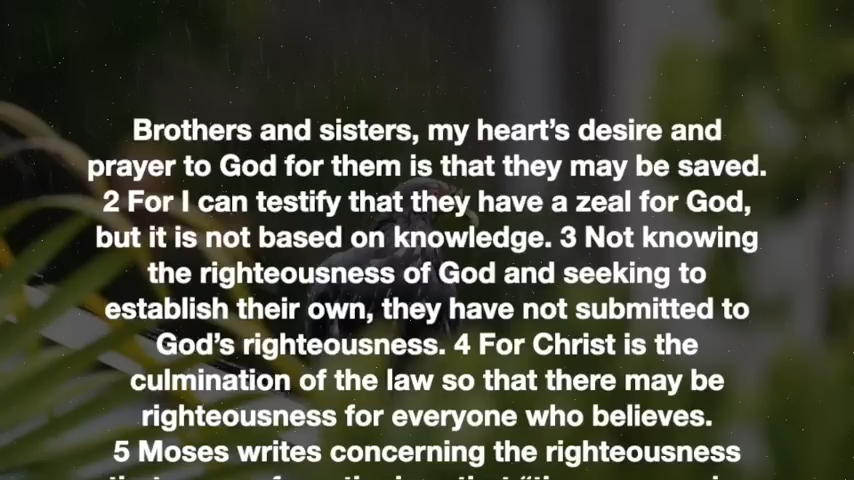 Brothers and sisters, my heart’s desire and
prayer to God for them is that they may be saved.
2 For I can testify that they have a zeal for God,
but it is not based on knowledge. 3 Not knowing
the righteousness of God and seeking to
establish their own, they have not submitted to
God’s righteousness. 4 For Christ is the
culmination of the law so that there may be
righteousness for everyone who believes.
5 Moses writes concerning the righteousness